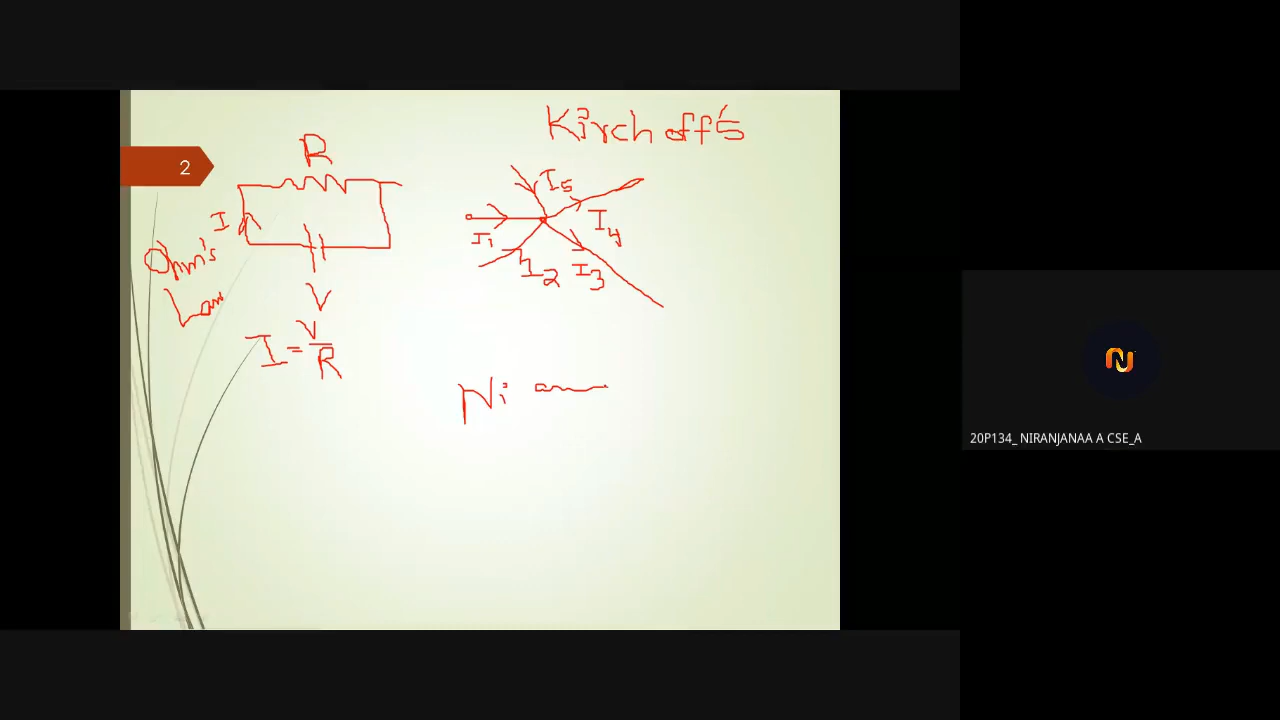 2
Kirchoff's
R
I
Ohm's
Law
V
I = V/R
I5
I4
I1
I2
I3
Ni
20P134_ NIRANJANAA A CSE_A